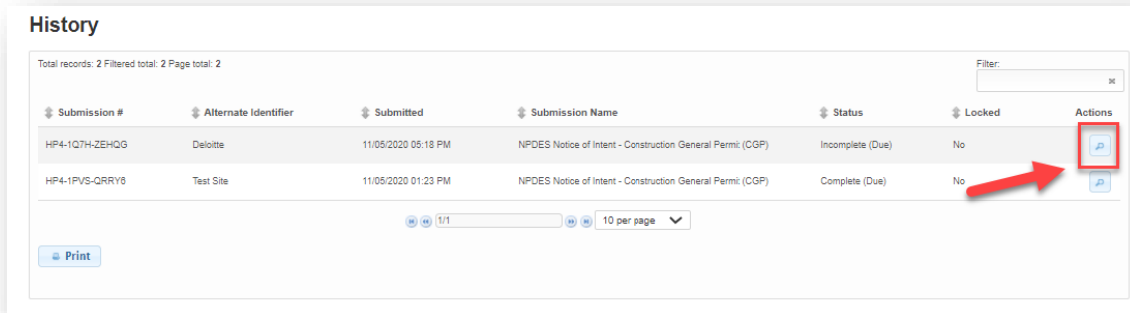 History
Total records: 2 Filtered total: 2 Page total: 2
Filter:
Submission # Alternate Identifier Submitted Submission Name Status Locked Actions
HP4-1Q7H-ZEHQG Deloitte 11/05/2020 05:18 PM NPDES Notice of Intent - Construction General Permi: (CGP) Incomplete (Due) No
HP4-1PVS-QRRY6 Test Site 11/05/2020 01:23 PM NPDES Notice of Intent - Construction General Permi: (CGP) Complete (Due) No
1/1 10 per page
Print